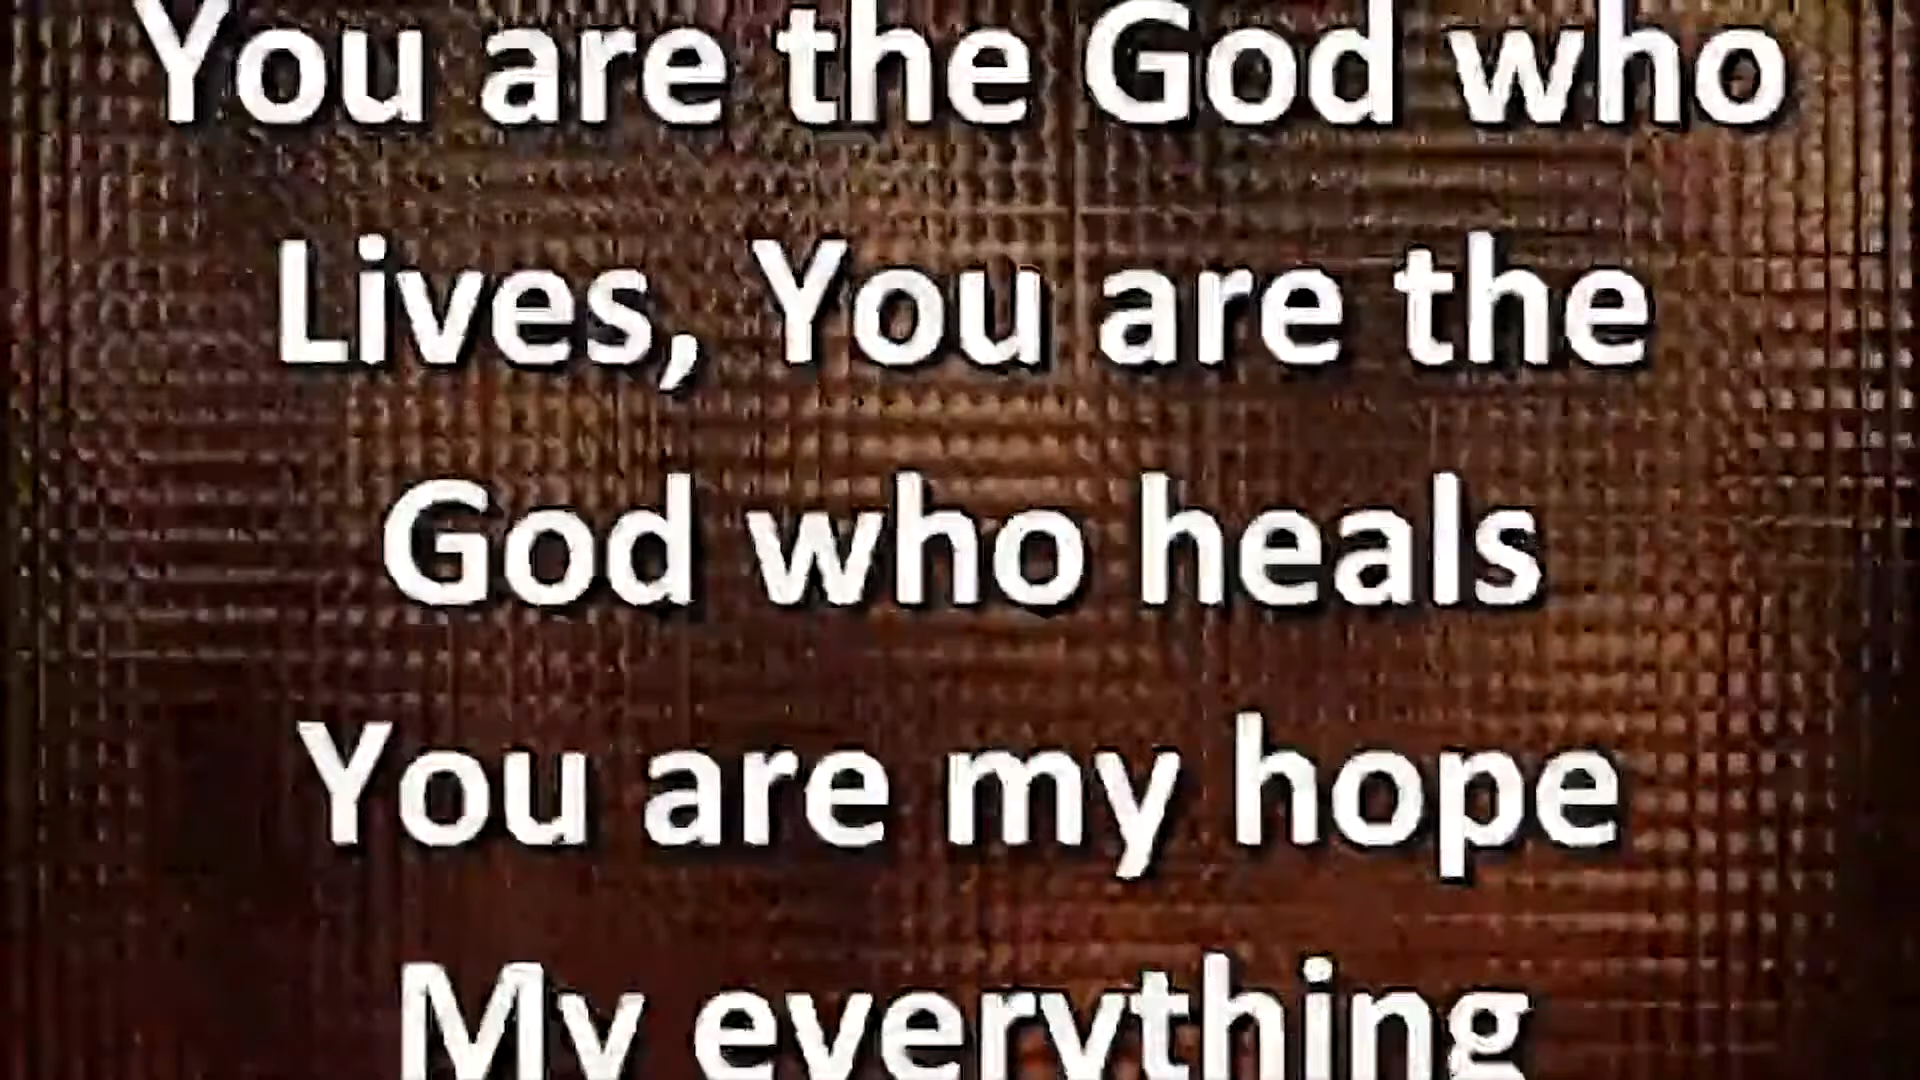 You are the God who
Lives, You are the
God who heals
You are my hope
My everything